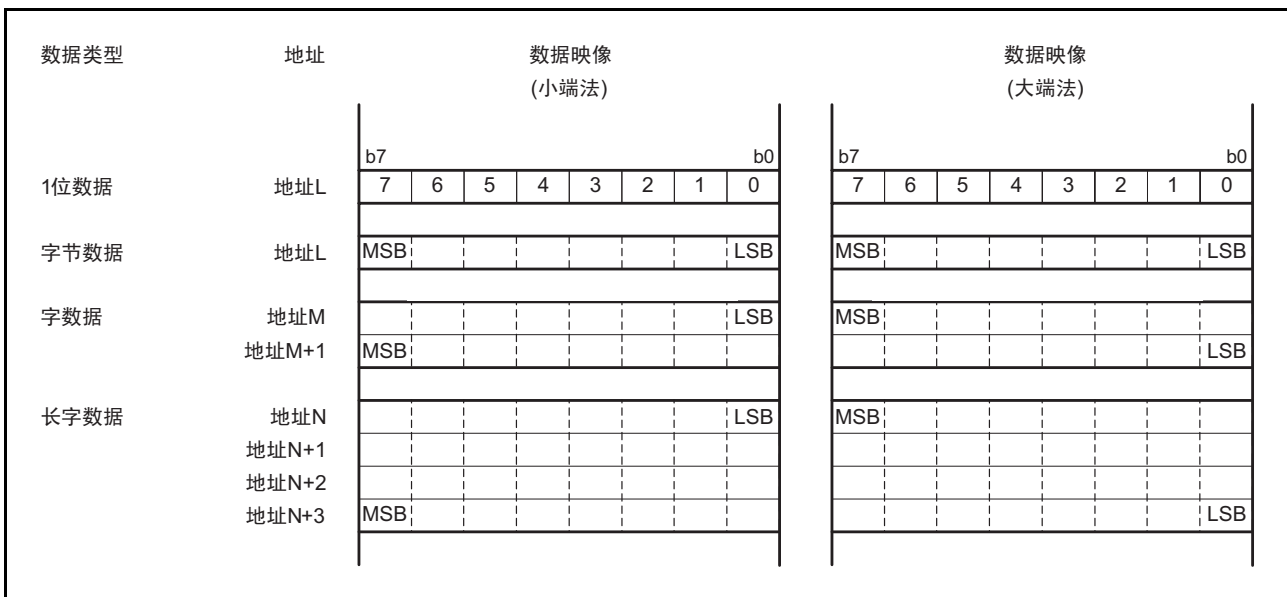 数据类型 地址 数据映像 数据映像
(小端法) (大端法)
b7 b0 b7 b0
1位数据 地址L 7 6 5 4 3 2 1 0 7 6 5 4 3 2 1 0
字节数据 地址L MSB LSB MSB LSB
字数据 地址M LSB MSB
地址M+1 MSB LSB
长字数据 地址N LSB MSB
地址N+1
地址N+2
地址N+3 MSB LSB